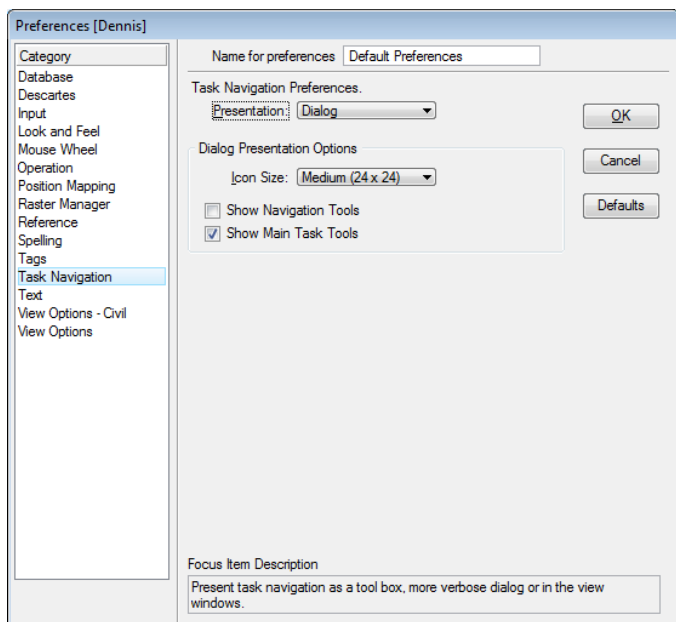 Preferences [Dennis]
Category
Database
Descartes
Input
Look and Feel
Mouse Wheel
Operation
Position Mapping
Raster Manager
Reference
Spelling
Tags
Task Navigation
Text
View Options - Civil
View Options
Name for preferences Default Preferences
Task Navigation Preferences.
Presentation: Dialog
Dialog Presentation Options
Icon Size: Medium (24 x 24)
Show Navigation Tools
Show Main Task Tools
OK
Cancel
Defaults
Focus Item Description
Present task navigation as a tool box, more verbose dialog or in the view
windows.